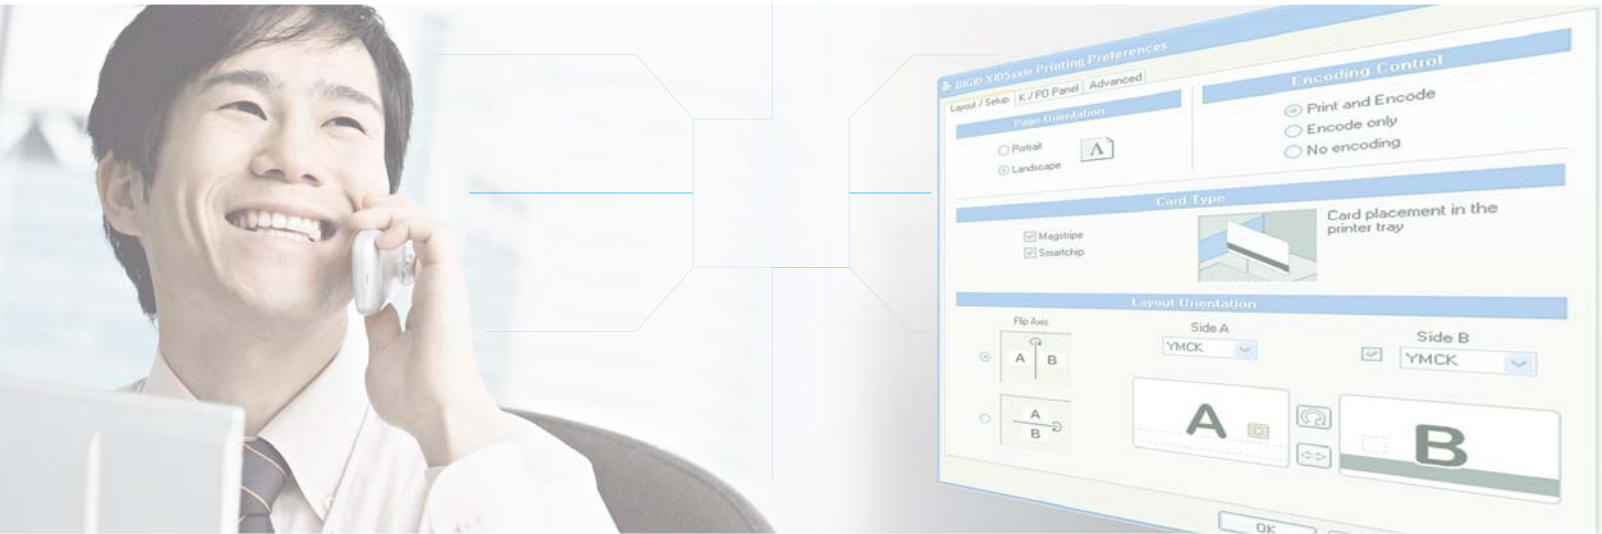 DIGID XID5xxie Printing Preferences
Layout / Setup K / PO Panel Advanced
Page Orientation
Portrait
Landscape
A
Encoding Control
Print and Encode
Encode only
No encoding
Card Type
Magstripe
Smartchip
Card placement in the
printer tray
Layout Orientation
Flip Axis
A B
A
B
Side A
YMCK
Side B
YMCK
A
B
OK